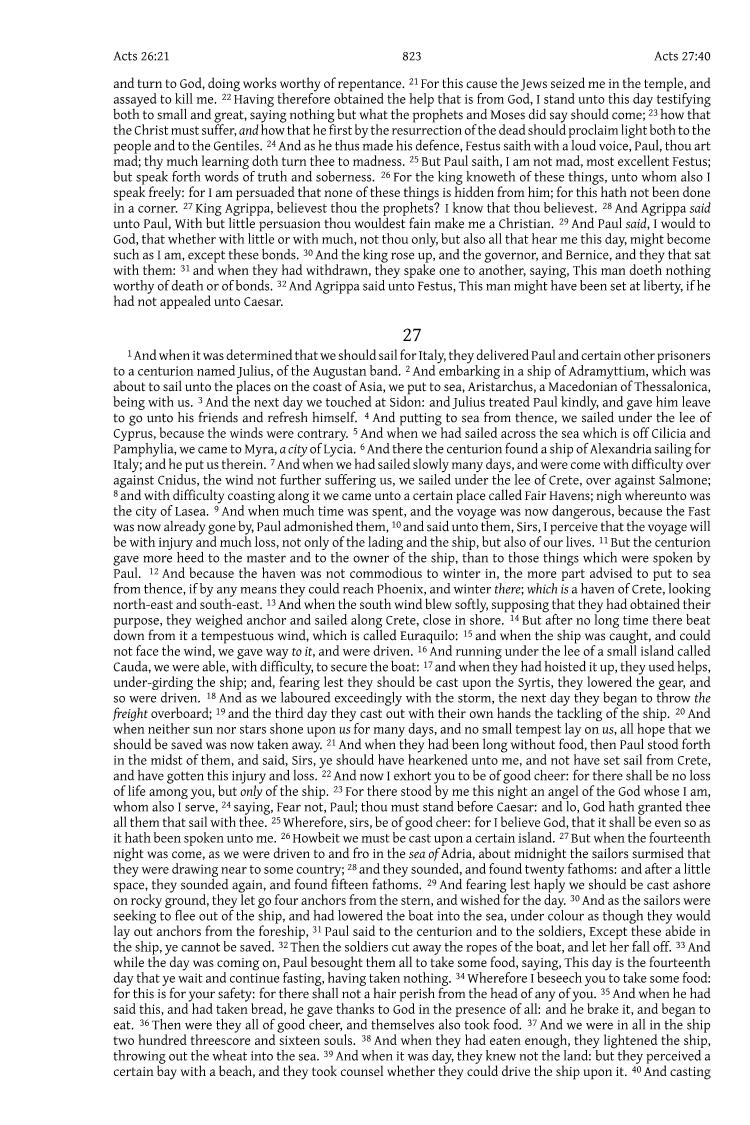 Acts 26:21 823 Acts 27:40
and turn to God, doing works worthy of repentance. 21 For this cause the Jews seized me in the temple, and
assayed to kill me. 22 Having therefore obtained the help that is from God, I stand unto this day testifying
both to small and great, saying nothing but what the prophets and Moses did say should come; 23 how that
the Christ must suffer, and how that he first by the resurrection of the dead should proclaim light both to the
people and to the Gentiles. 24 And as he thus made his defence, Festus saith with a loud voice, Paul, thou art
mad; thy much learning doth turn thee to madness. 25 But Paul saith, I am not mad, most excellent Festus;
but speak forth words of truth and soberness. 26 For the king knoweth of these things, unto whom also I
speak freely: for I am persuaded that none of these things is hidden from him; for this hath not been done
in a corner. 27 King Agrippa, believest thou the prophets? I know that thou believest. 28 And Agrippa said
unto Paul, With but little persuasion thou wouldest fain make me a Christian. 29 And Paul said, I would to
God, that whether with little or with much, not thou only, but also all that hear me this day, might become
such as I am, except these bonds. 30 And the king rose up, and the governor, and Bernice, and they that sat
with them: 31 and when they had withdrawn, they spake one to another, saying, This man doeth nothing
worthy of death or of bonds. 32 And Agrippa said unto Festus, This man might have been set at liberty, if he
had not appealed unto Caesar.
27
1 And when it was determined that we should sail for Italy, they delivered Paul and certain other prisoners
to a centurion named Julius, of the Augustan band. 2 And embarking in a ship of Adramyttium, which was
about to sail unto the places on the coast of Asia, we put to sea, Aristarchus, a Macedonian of Thessalonica,
being with us. 3 And the next day we touched at Sidon: and Julius treated Paul kindly, and gave him leave
to go unto his friends and refresh himself. 4 And putting to sea from thence, we sailed under the lee of
Cyprus, because the winds were contrary. 5 And when we had sailed across the sea which is off Cilicia and
Pamphylia, we came to Myra, a city of Lycia. 6 And there the centurion found a ship of Alexandria sailing for
Italy; and he put us therein. 7 And when we had sailed slowly many days, and were come with difficulty over
against Cnidus, the wind not further suffering us, we sailed under the lee of Crete, over against Salmone;
8 and with difficulty coasting along it we came unto a certain place called Fair Havens; nigh whereunto was
the city of Lasea. 9 And when much time was spent, and the voyage was now dangerous, because the Fast
was now already gone by, Paul admonished them, 10 and said unto them, Sirs, I perceive that the voyage will
be with injury and much loss, not only of the lading and the ship, but also of our lives. 11 But the centurion
gave more heed to the master and to the owner of the ship, than to those things which were spoken by
Paul. 12 And because the haven was not commodious to winter in, the more part advised to put to sea
from thence, if by any means they could reach Phoenix, and winter there; which is a haven of Crete, looking
north-east and south-east. 13 And when the south wind blew softly, supposing that they had obtained their
purpose, they weighed anchor and sailed along Crete, close in shore. 14 But after no long time there beat
down from it a tempestuous wind, which is called Euraquilo: 15 and when the ship was caught, and could
not face the wind, we gave way to it, and were driven. 16 And running under the lee of a small island called
Cauda, we were able, with difficulty, to secure the boat: 17 and when they had hoisted it up, they used helps,
under-girding the ship; and, fearing lest they should be cast upon the Syrtis, they lowered the gear, and
so were driven. 18 And as we laboured exceedingly with the storm, the next day they began to throw the
freight overboard; 19 and the third day they cast out with their own hands the tackling of the ship. 20 And
when neither sun nor stars shone upon us for many days, and no small tempest lay on us, all hope that we
should be saved was now taken away. 21 And when they had been long without food, then Paul stood forth
in the midst of them, and said, Sirs, ye should have hearkened unto me, and not have set sail from Crete,
and have gotten this injury and loss. 22 And now I exhort you to be of good cheer: for there shall be no loss
of life among you, but only of the ship. 23 For there stood by me this night an angel of the God whose I am,
whom also I serve, 24 saying, Fear not, Paul; thou must stand before Caesar: and lo, God hath granted thee
all them that sail with thee. 25 Wherefore, sirs, be of good cheer: for I believe God, that it shall be even so as
it hath been spoken unto me. 26 Howbeit we must be cast upon a certain island. 27 But when the fourteenth
night was come, as we were driven to and fro in the sea of Adria, about midnight the sailors surmised that
they were drawing near to some country; 28 and they sounded, and found twenty fathoms: and after a little
space, they sounded again, and found fifteen fathoms. 29 And fearing lest haply we should be cast ashore
on rocky ground, they let go four anchors from the stern, and wished for the day. 30 And as the sailors were
seeking to flee out of the ship, and had lowered the boat into the sea, under colour as though they would
lay out anchors from the foreship, 31 Paul said to the centurion and to the soldiers, Except these abide in
the ship, ye cannot be saved. 32 Then the soldiers cut away the ropes of the boat, and let her fall off. 33 And
while the day was coming on, Paul besought them all to take some food, saying, This day is the fourteenth
day that ye wait and continue fasting, having taken nothing. 34 Wherefore I beseech you to take some food:
for this is for your safety: for there shall not a hair perish from the head of any of you. 35 And when he had
said this, and had taken bread, he gave thanks to God in the presence of all: and he brake it, and began to
eat. 36 Then were they all of good cheer, and themselves also took food. 37 And we were in all in the ship
two hundred threescore and sixteen souls. 38 And when they had eaten enough, they lightened the ship,
throwing out the wheat into the sea. 39 And when it was day, they knew not the land: but they perceived a
certain bay with a beach, and they took counsel whether they could drive the ship upon it. 40 And casting